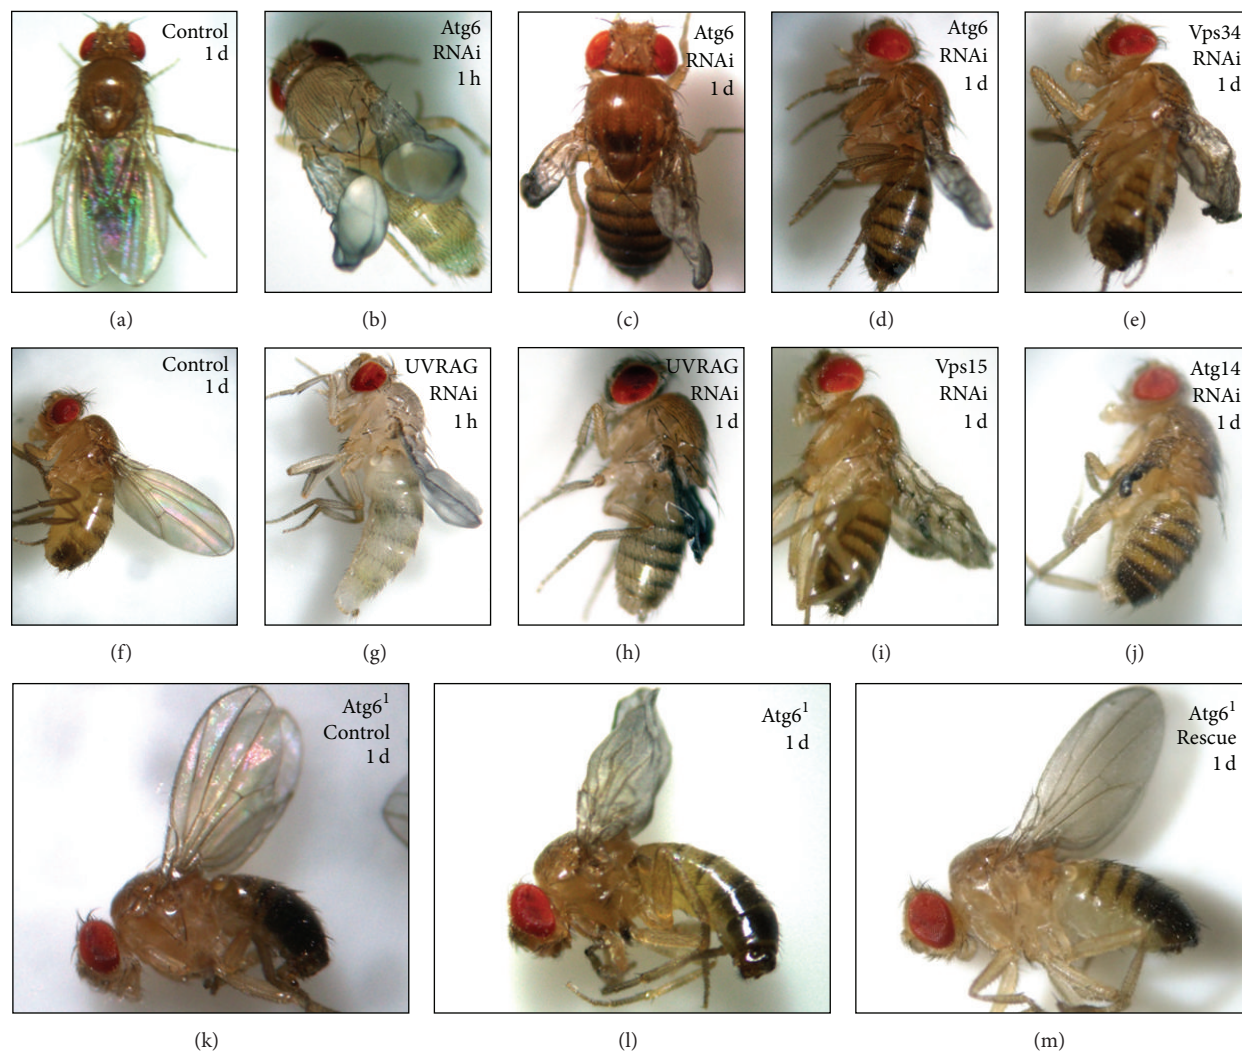 Control
1 d
(a)
Atg6
RNAi
1 h
(b)
Atg6
RNAi
1 d
(c)
Atg6
RNAi
1 d
(d)
Vps34
RNAi
1 d
(e)
Control
1 d
(f)
UVRAG
RNAi
1 h
(g)
UVRAG
RNAi
1 d
(h)
Vps15
RNAi
1 d
(i)
Atg14
RNAi
1 d
(j)
Atg6¹
Control
1 d
(k)
Atg6¹
1 d
(l)
Atg6¹
Rescue
1 d
(m)